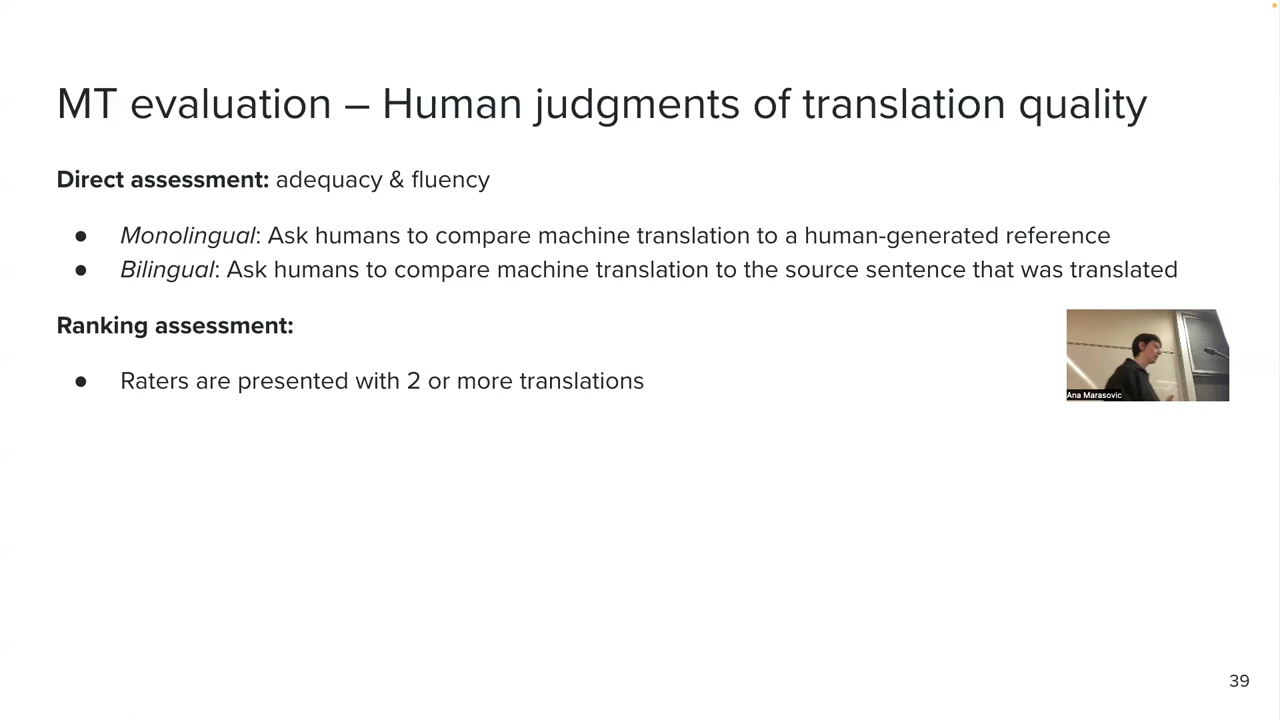 MT evaluation – Human judgments of translation quality
Direct assessment: adequacy & fluency
● Monolingual: Ask humans to compare machine translation to a human-generated reference
● Bilingual: Ask humans to compare machine translation to the source sentence that was translated
Ranking assessment:
● Raters are presented with 2 or more translations
Ana Marasovic
39